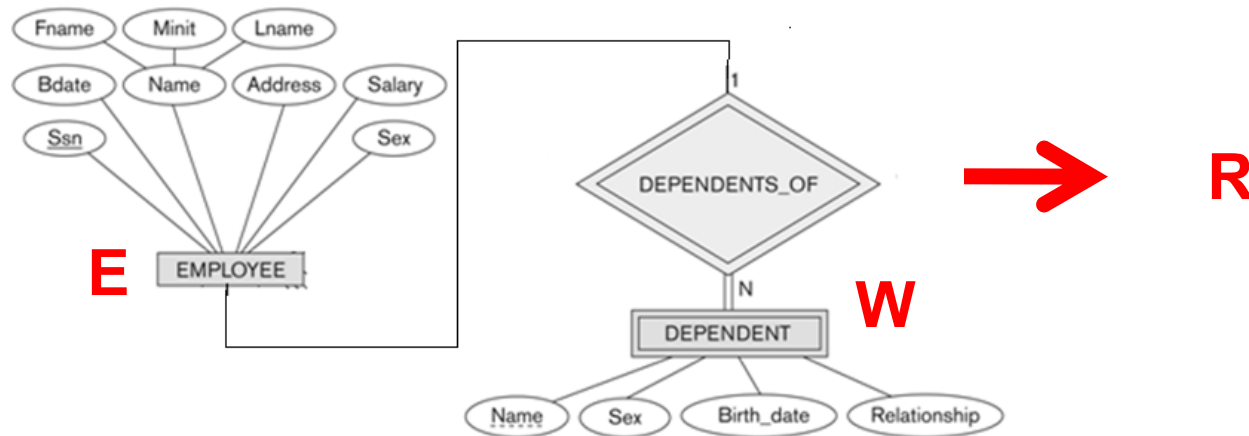 Fname Minit Lname
Bdate Name Address Salary
Ssn Sex
1
DEPENDENTS_OF
R
E
EMPLOYEE
N
W
DEPENDENT
Name Sex Birth_date Relationship